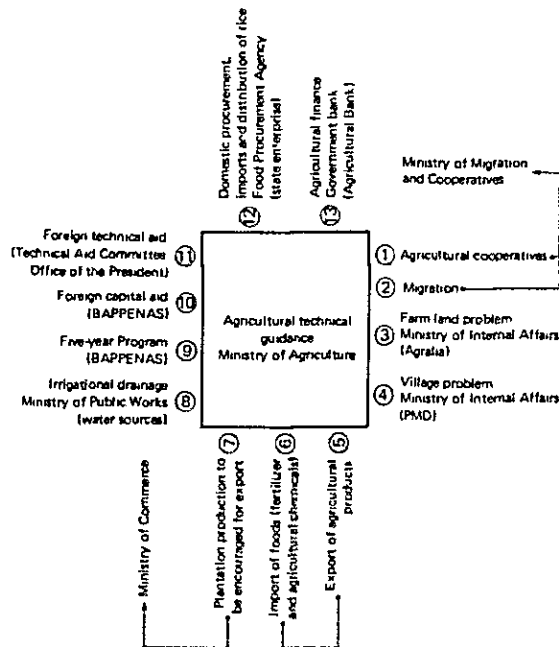 Domestic procurement,
imports and distribution of rice
Food Procurement Agency
(state enterprise)
⑫
Agricultural finance
Government bank
(Agricultural Bank)
⑬
Ministry of Migration
and Cooperatives
① Agricultural cooperatives
② Migration
③ Farm land problem
Ministry of Internal Affairs
(Agralia)
④ Village problem
Ministry of Internal Affairs
(PMD)
Foreign technical aid
(Technical Aid Committee
Office of the President)
⑪
Foreign capital aid
(BAPPENAS)
⑩
Five-year Program
(BAPPENAS)
⑨
Irrigational drainage
Ministry of Public Works
(water sources)
⑧
Agricultural technical
guidance
Ministry of Agriculture
Ministry of Commerce
⑦
Plantation production to
be encouraged for export
⑥
Import of foods (fertilizer
and agricultural chemicals)
⑤
Export of agricultural
products